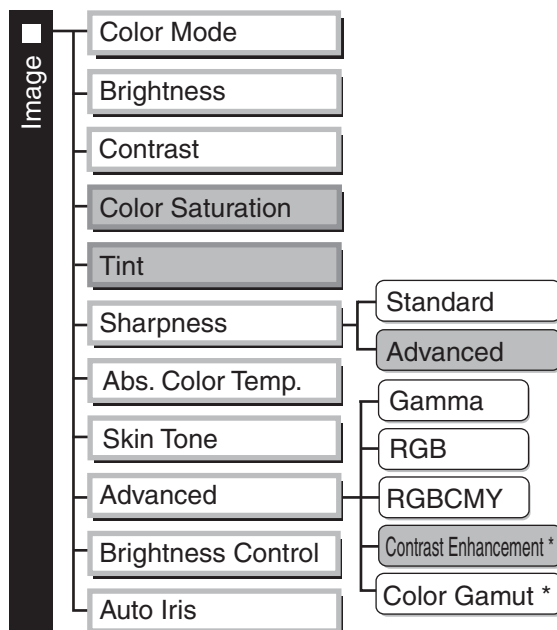 Image
Color Mode
Brightness
Contrast
Color Saturation
Tint
Sharpness
Standard
Advanced
Abs. Color Temp.
Skin Tone
Advanced
Gamma
RGB
RGBCMY
Contrast Enhancement *
Color Gamut *
Brightness Control
Auto Iris